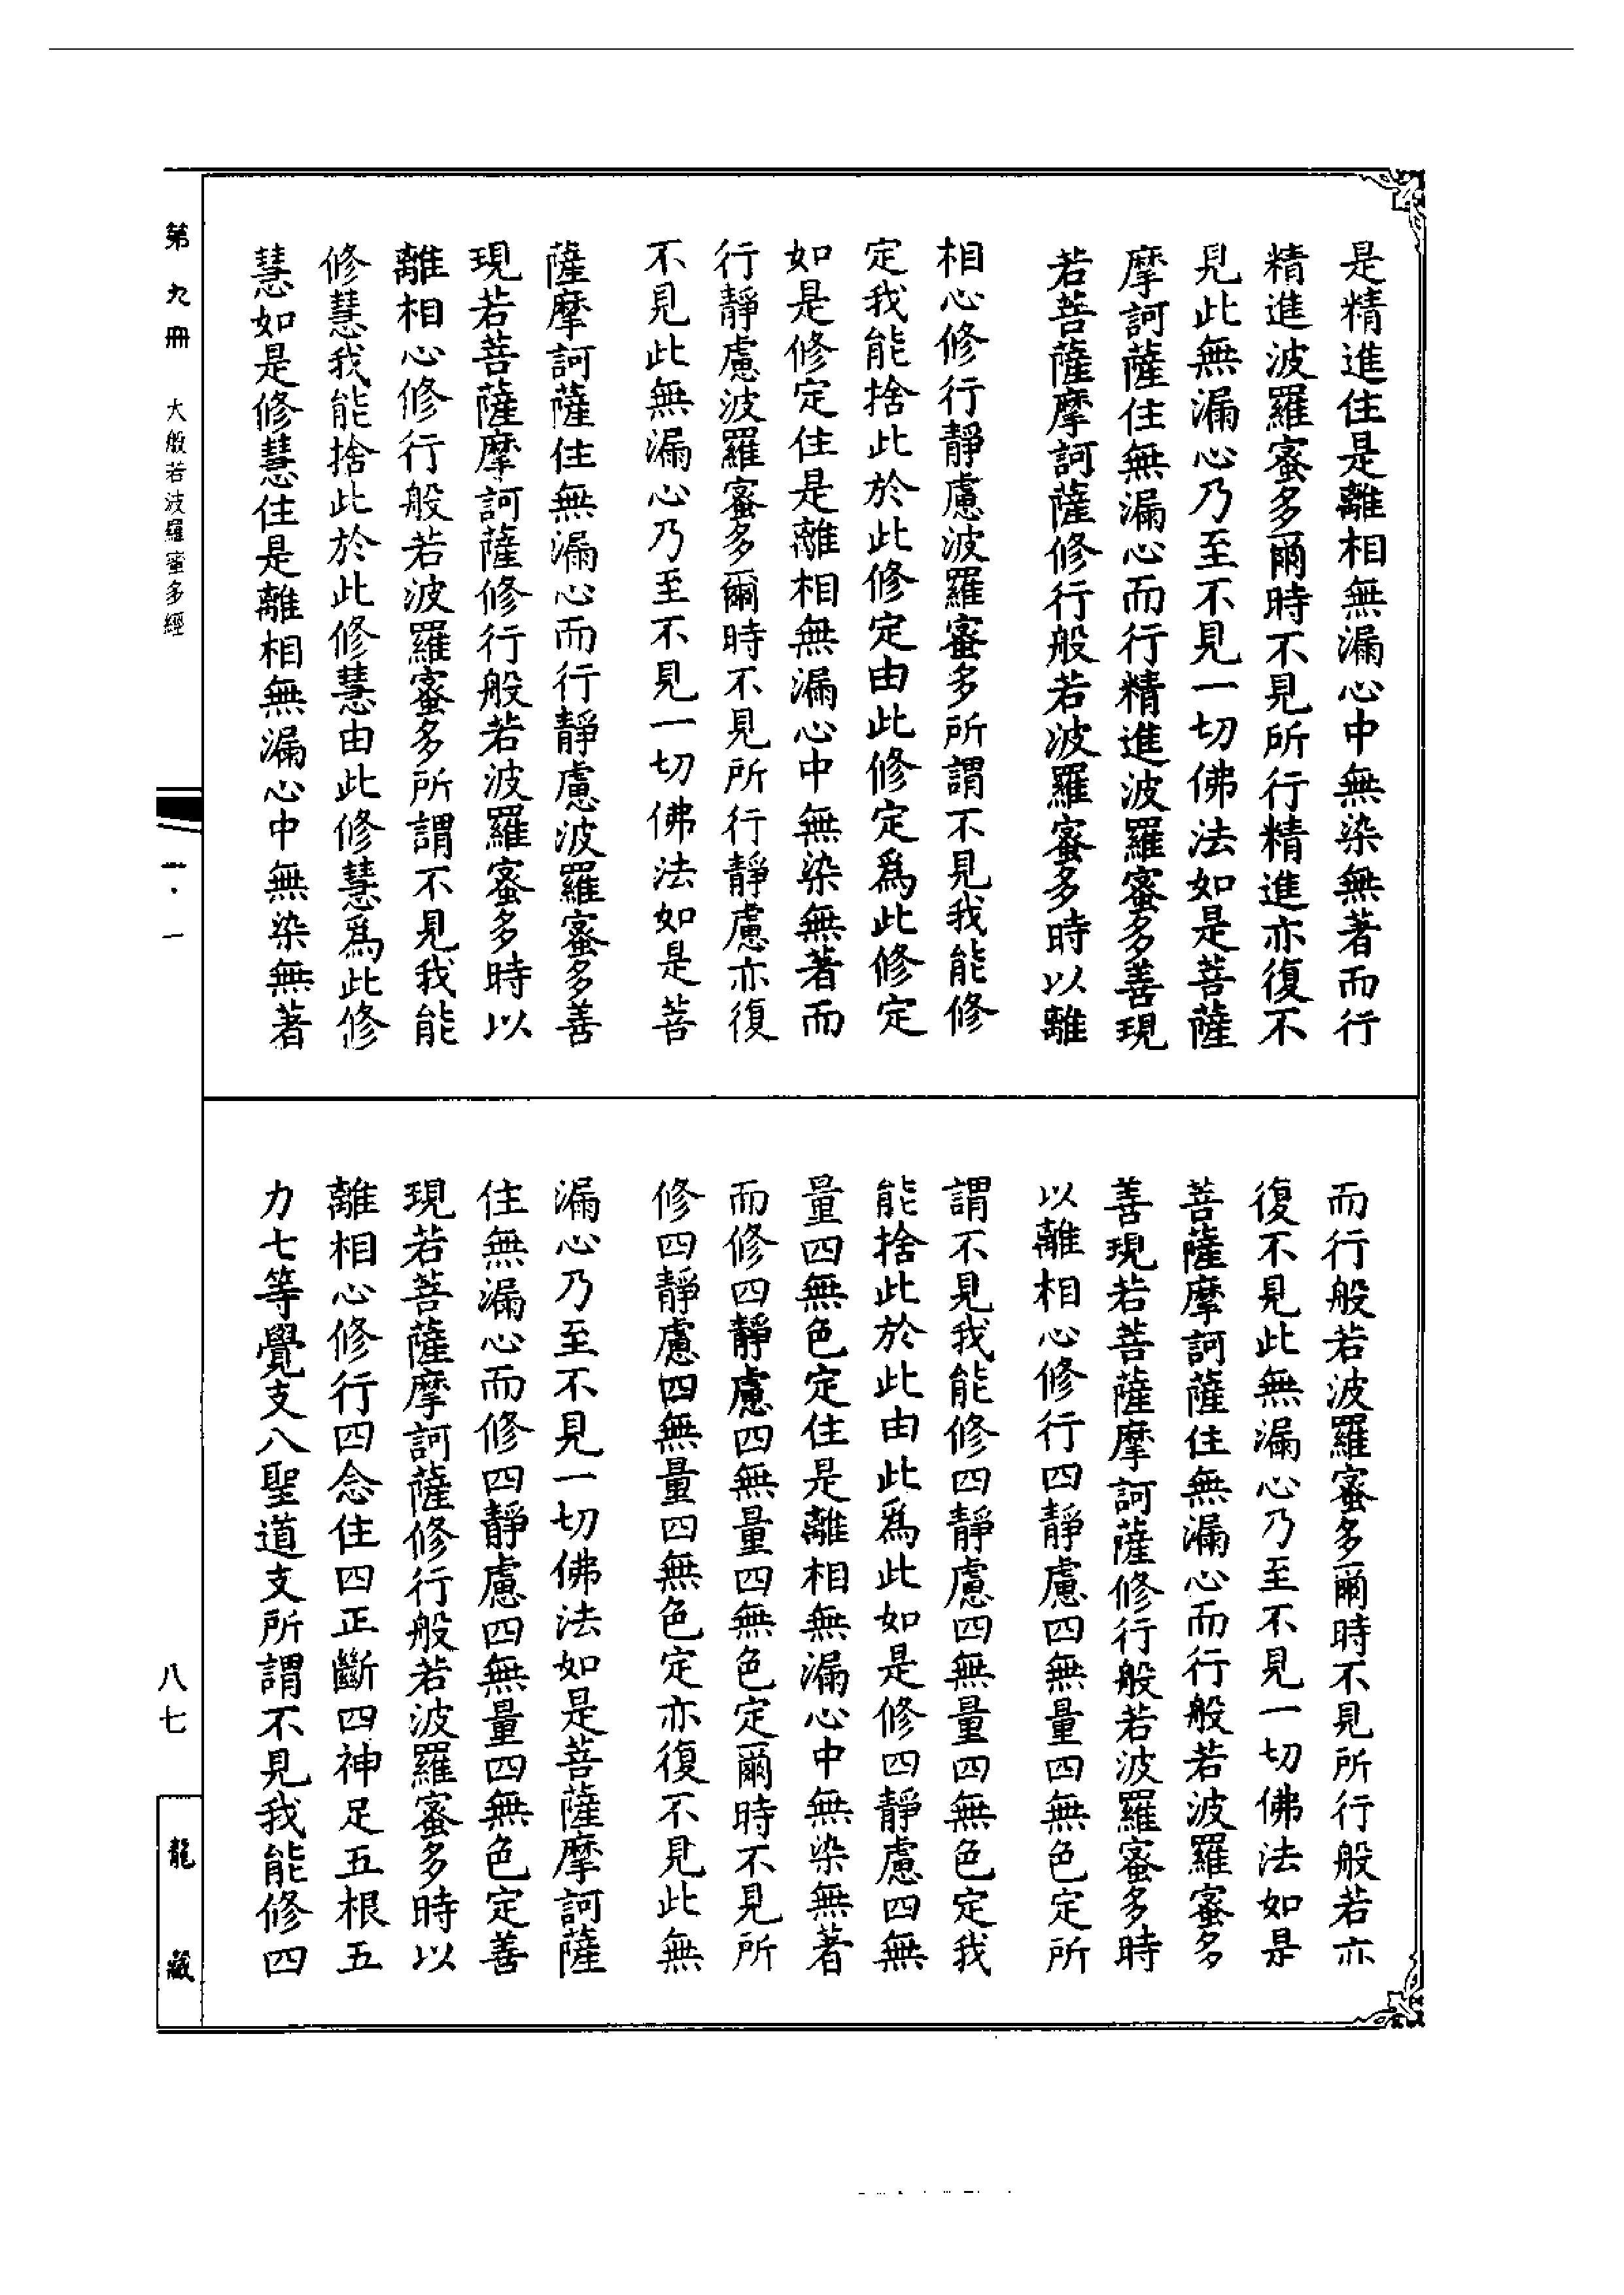 是精進住是離相無漏心中無染無著而行
精進波羅蜜多爾時不見所行精進亦復不
見此無漏心乃至不見一切佛法如是菩薩
摩訶薩住無漏心而行精進波羅蜜多善現
若菩薩摩訶薩修行般若波羅蜜多時以離
相心修行靜慮波羅蜜多所謂不見我能修
定我能捨此於此修定由此修定爲此修定
如是修定住是離相無漏心中無染無著而
行靜慮波羅蜜多爾時不見所行靜慮亦復
不見此無漏心乃至不見一切佛法如是菩
薩摩訶薩住無漏心而行靜慮波羅蜜多善
現若菩薩摩訶薩修行般若波羅蜜多時以
離相心修行般若波羅蜜多所謂不見我能
修慧我能捨此於此修慧由此修慧爲此修
慧如是修慧住是離相無漏心中無染無著
而行般若波羅蜜多爾時不見所行般若亦
復不見此無漏心乃至不見一切佛法如是
菩薩摩訶薩住無漏心而行般若波羅蜜多
善現若菩薩摩訶薩修行般若波羅蜜多時
以離相心修行四靜慮四無量四無色定所
謂不見我能修四靜慮四無量四無色定我
能捨此於此由此爲此如是修四靜慮四無
量四無色定住是離相無漏心中無染無著
而修四靜慮四無量四無色定爾時不見所
修四靜慮四無量四無色定亦復不見此無
漏心乃至不見一切佛法如是菩薩摩訶薩
住無漏心而修四靜慮四無量四無色定善
現若菩薩摩訶薩修行般若波羅蜜多時以
離相心修行四念住四正斷四神足五根五
力七等覺支八聖道支所謂不見我能修四
第九冊 大般若波羅蜜多經
八七
龍藏